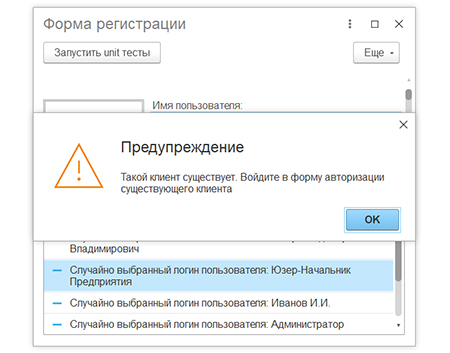 Форма регистрации
Запустить unit тесты
Еще
Имя пользователя:
Предупреждение
Такой клиент существует. Войдите в форму авторизации
существующего клиента
OK
Владимирович
Случайно выбранный логин пользователя: Юзер-Начальник
Предприятия
Случайно выбранный логин пользователя: Иванов И.И.
Случайно выбранный логин пользователя: Администратор